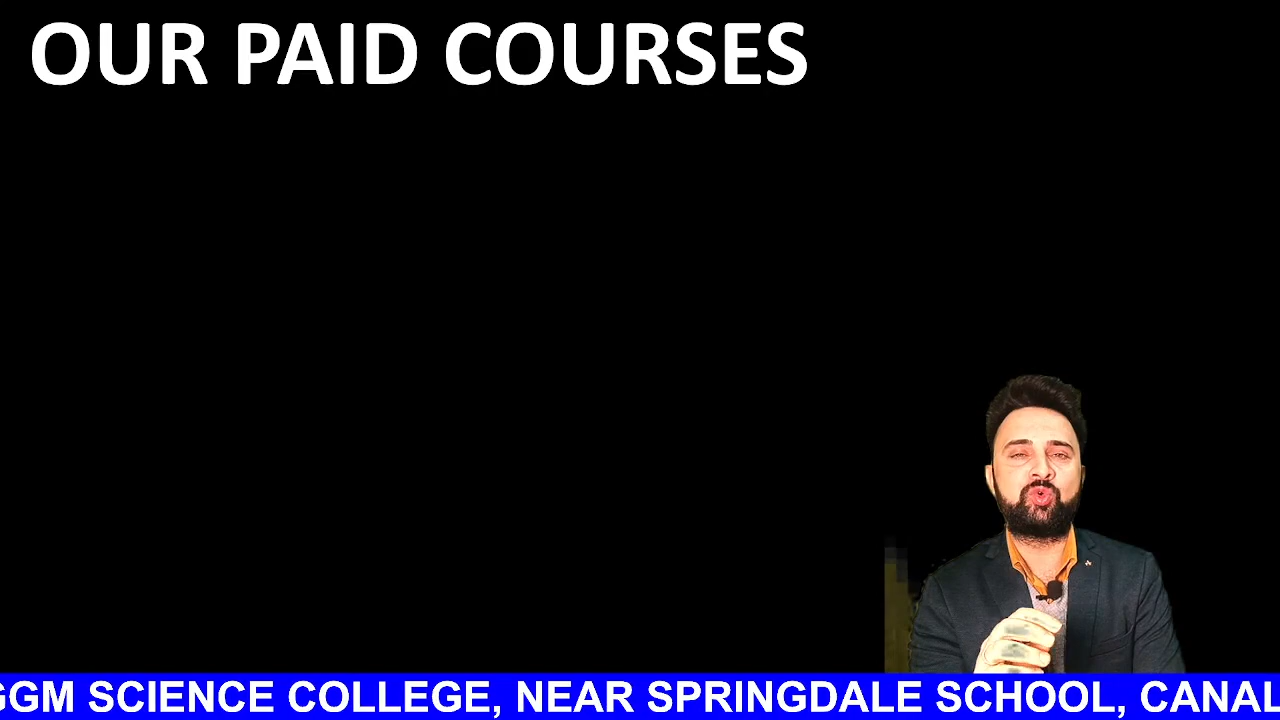 OUR PAID COURSES
GGM SCIENCE COLLEGE, NEAR SPRINGDALE SCHOOL, CANAL